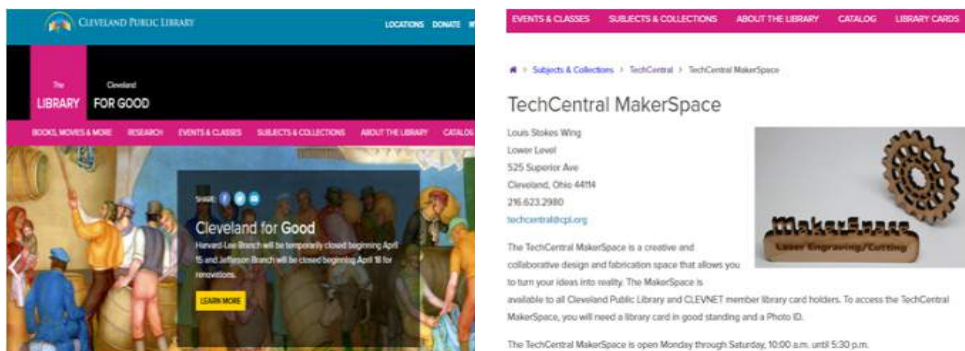 CLEVELAND PUBLIC LIBRARY
LOCATIONS DONATE
The
LIBRARY
Cleveland
FOR GOOD
BOOKS, MOVIES & MORE RESEARCH EVENTS & CLASSES SUBJECTS & COLLECTIONS ABOUT THE LIBRARY CATALOG
SHARE:
Cleveland for Good
Harvard-Lee Branch will be temporarily closed beginning April
15 and Jefferson Branch will be closed beginning April 18 for
renovations.
LEARN MORE
EVENTS & CLASSES SUBJECTS & COLLECTIONS ABOUT THE LIBRARY CATALOG LIBRARY CARDS
> Subjects & Collections > TechCentral > TechCentral MakerSpace
TechCentral MakerSpace
Louis Stokes Wing
Lower Level
525 Superior Ave
Cleveland, Ohio 44114
216.623.2980
techcentral@cpl.org
MakerSpace
Laser Engraving/Cutting
The TechCentral MakerSpace is a creative and
collaborative design and fabrication space that allows you
to turn your ideas into reality. The MakerSpace is
available to all Cleveland Public Library and CLEVNET member library card holders. To access the TechCentral
MakerSpace, you will need a library card in good standing and a Photo ID.
The TechCentral MakerSpace is open Monday through Saturday, 10:00 a.m. until 5:30 p.m.